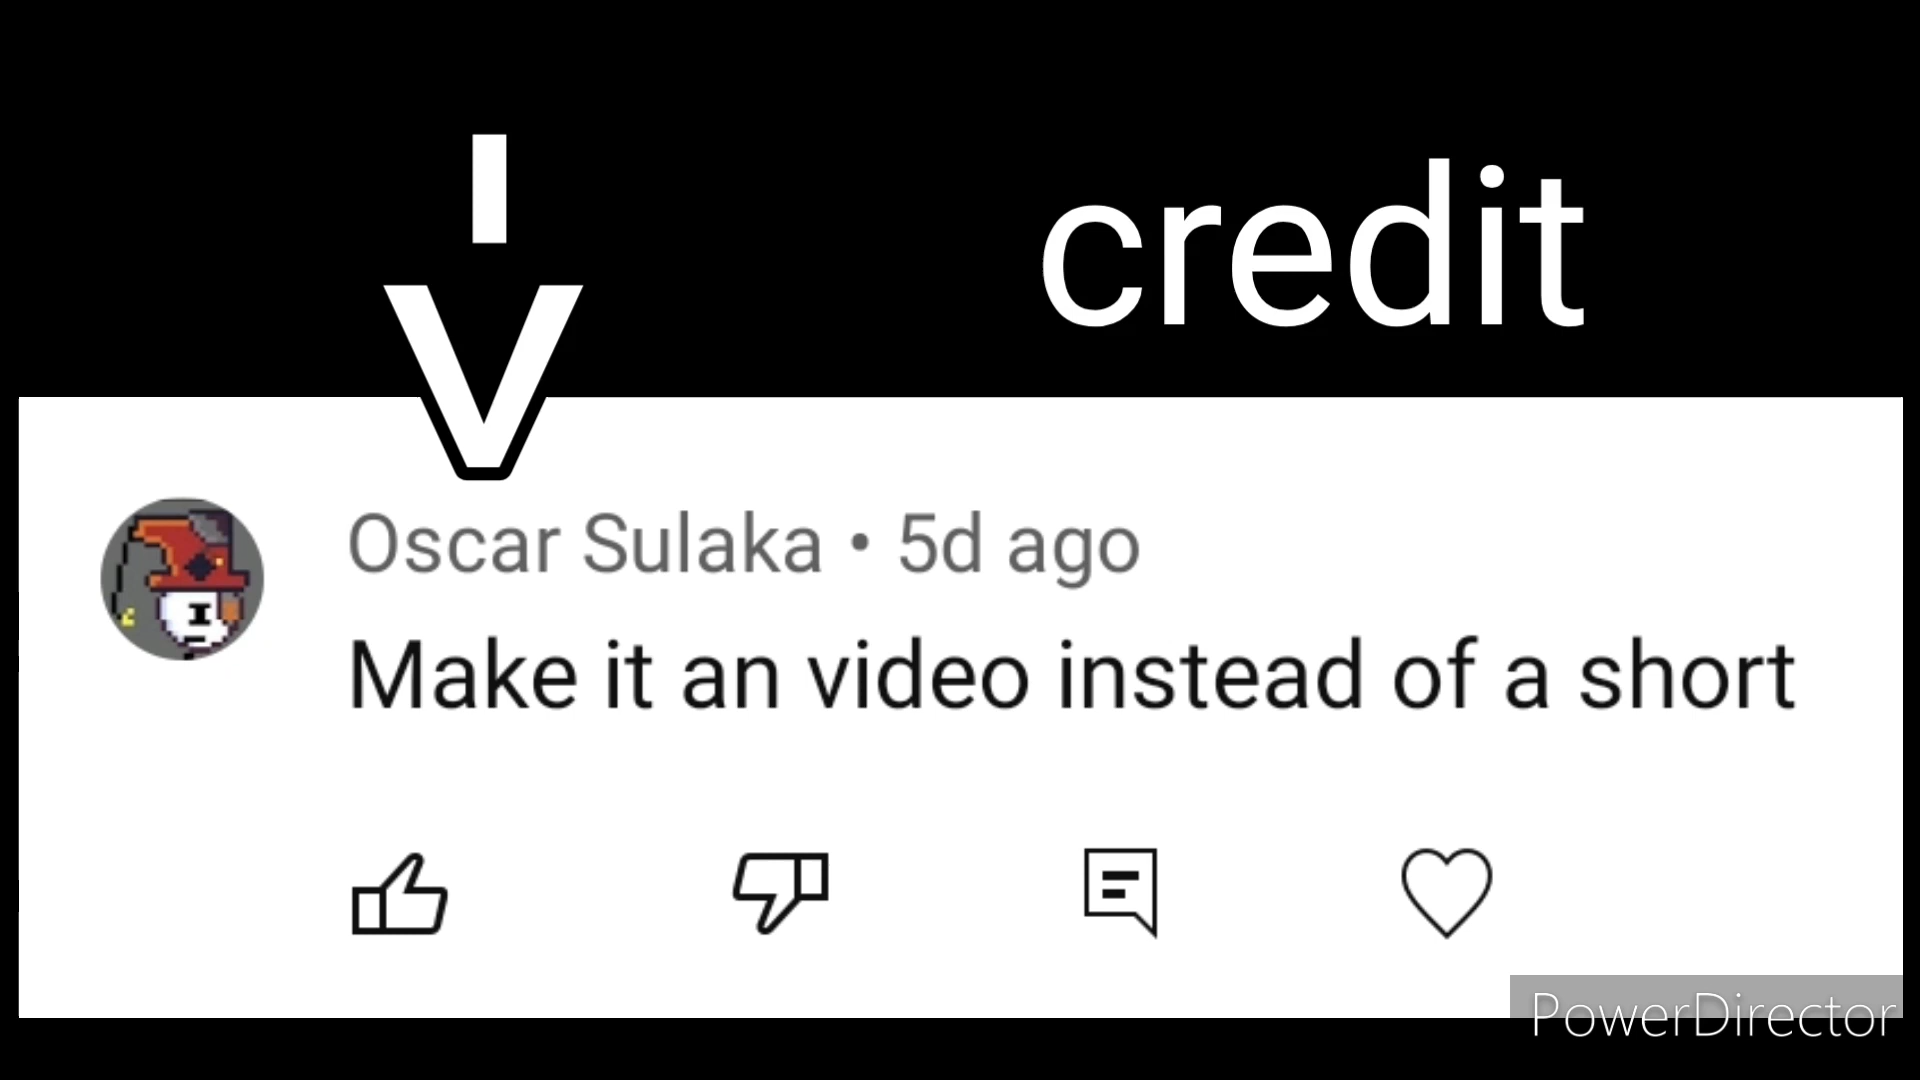 '
v
credit
Oscar Sulaka • 5d ago
Make it an video instead of a short
PowerDirector